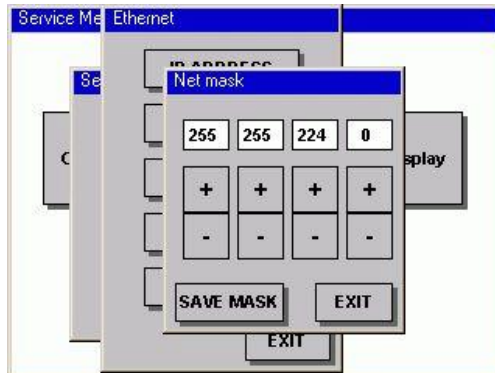 Service Me
Ethernet
IP ADDRESS
Se
Net mask
255 255 224 0
C
splay
+ + + +
- - - -
SAVE MASK
EXIT
EXIT